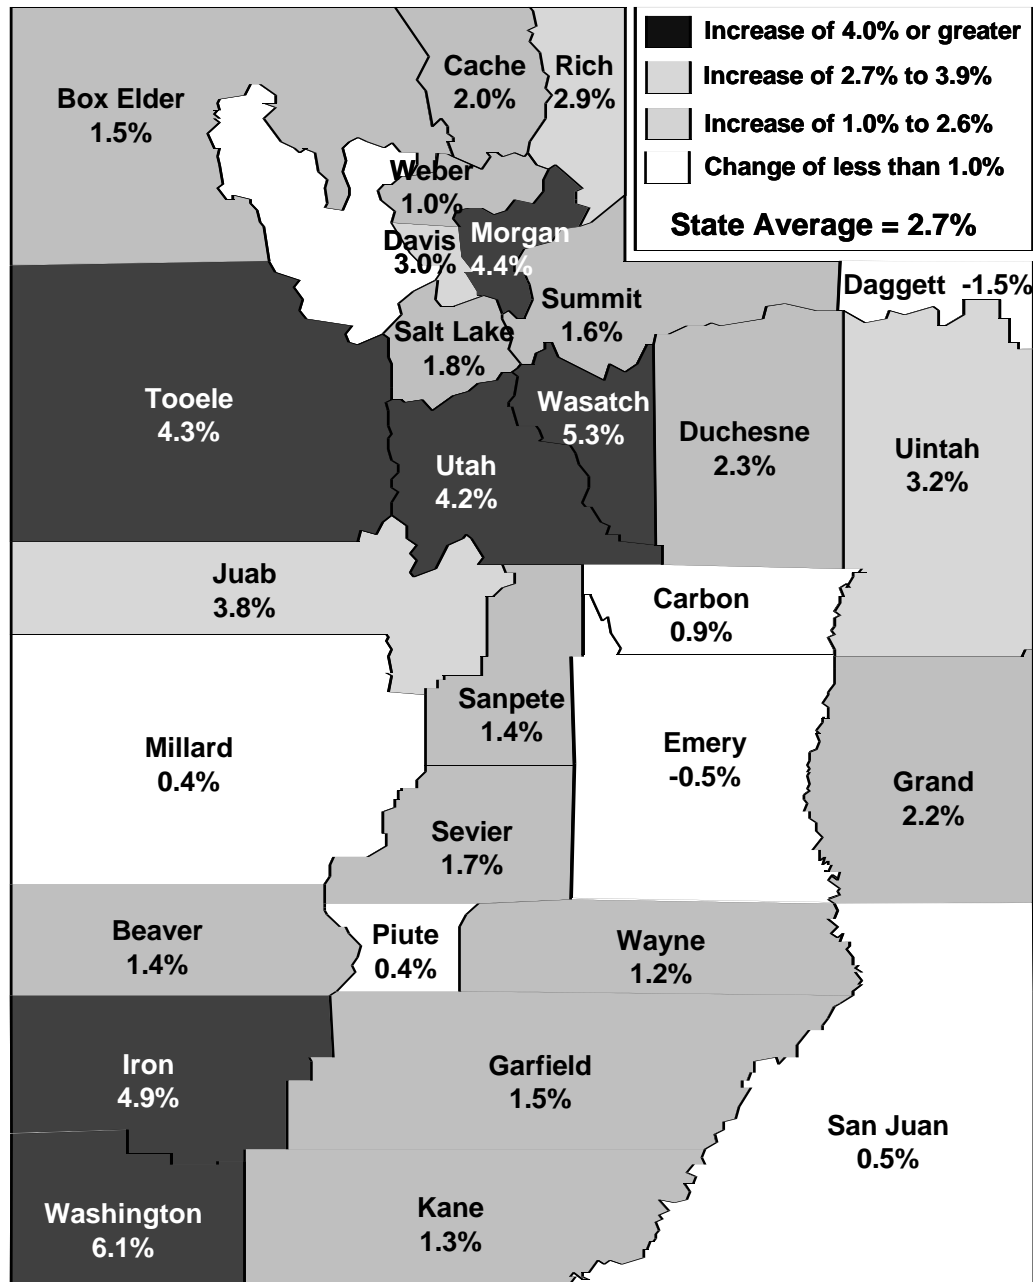 Increase of 4.0% or greater
Increase of 2.7% to 3.9%
Increase of 1.0% to 2.6%
Change of less than 1.0%
State Average = 2.7%
Box Elder
1.5%
Cache
2.0%
Rich
2.9%
Weber
1.0%
Davis
3.0%
Morgan
4.4%
Daggett -1.5%
Summit
1.6%
Salt Lake
1.8%
Tooele
4.3%
Wasatch
5.3%
Duchesne
2.3%
Uintah
3.2%
Utah
4.2%
Juab
3.8%
Carbon
0.9%
Sanpete
1.4%
Millard
0.4%
Emery
-0.5%
Grand
2.2%
Sevier
1.7%
Beaver
1.4%
Piute
0.4%
Wayne
1.2%
Iron
4.9%
Garfield
1.5%
San Juan
0.5%
Washington
6.1%
Kane
1.3%